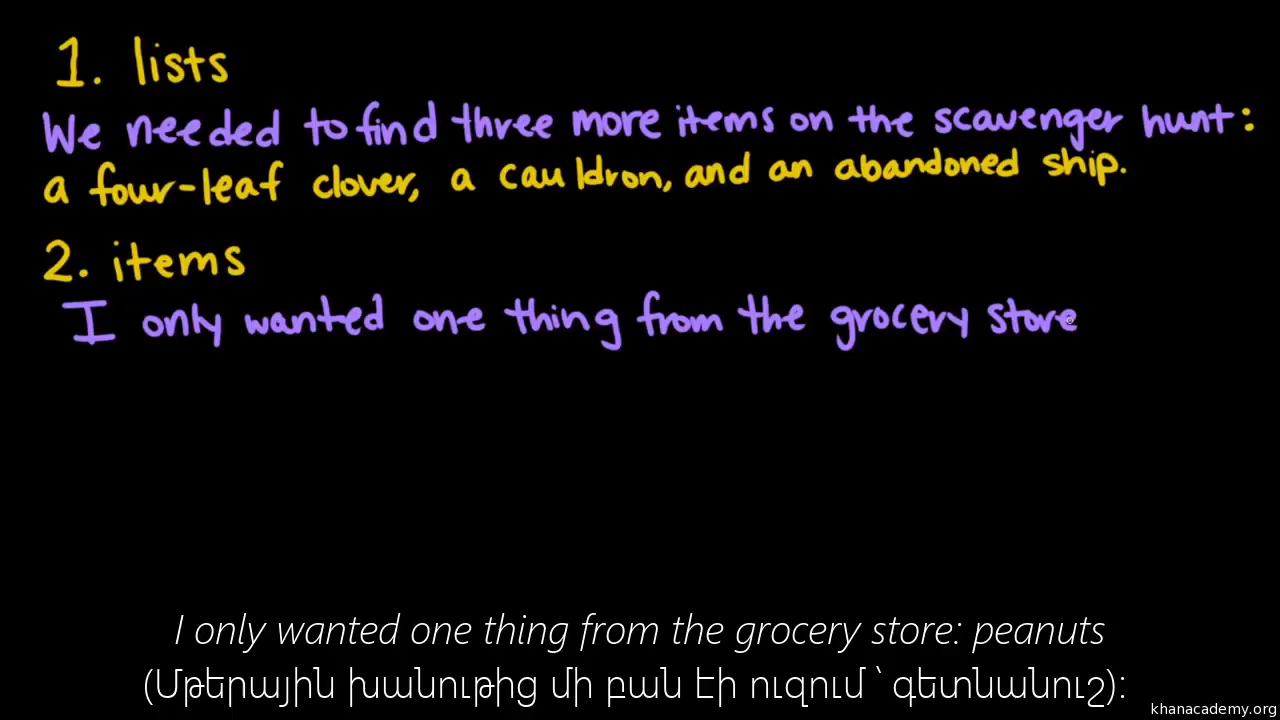 1. lists
We needed to find three more items on the scavenger hunt:
a four-leaf clover, a cauldron, and an abandoned ship.
2. items
I only wanted one thing from the grocery store
I only wanted one thing from the grocery store: peanuts
(Մթերային խանութից մի բան էի ուզում ՝ գետնանուշ):
khanacademy.org